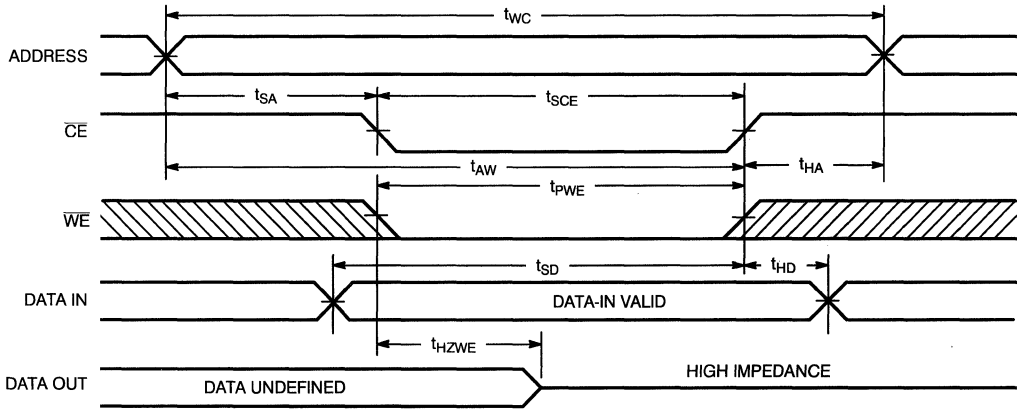 tWC
ADDRESS
tSA
tSCE
CE
tAW
tHA
tPWE
WE
tSD
tHD
DATA IN
DATA-IN VALID
tHZWE
DATA OUT
DATA UNDEFINED
HIGH IMPEDANCE